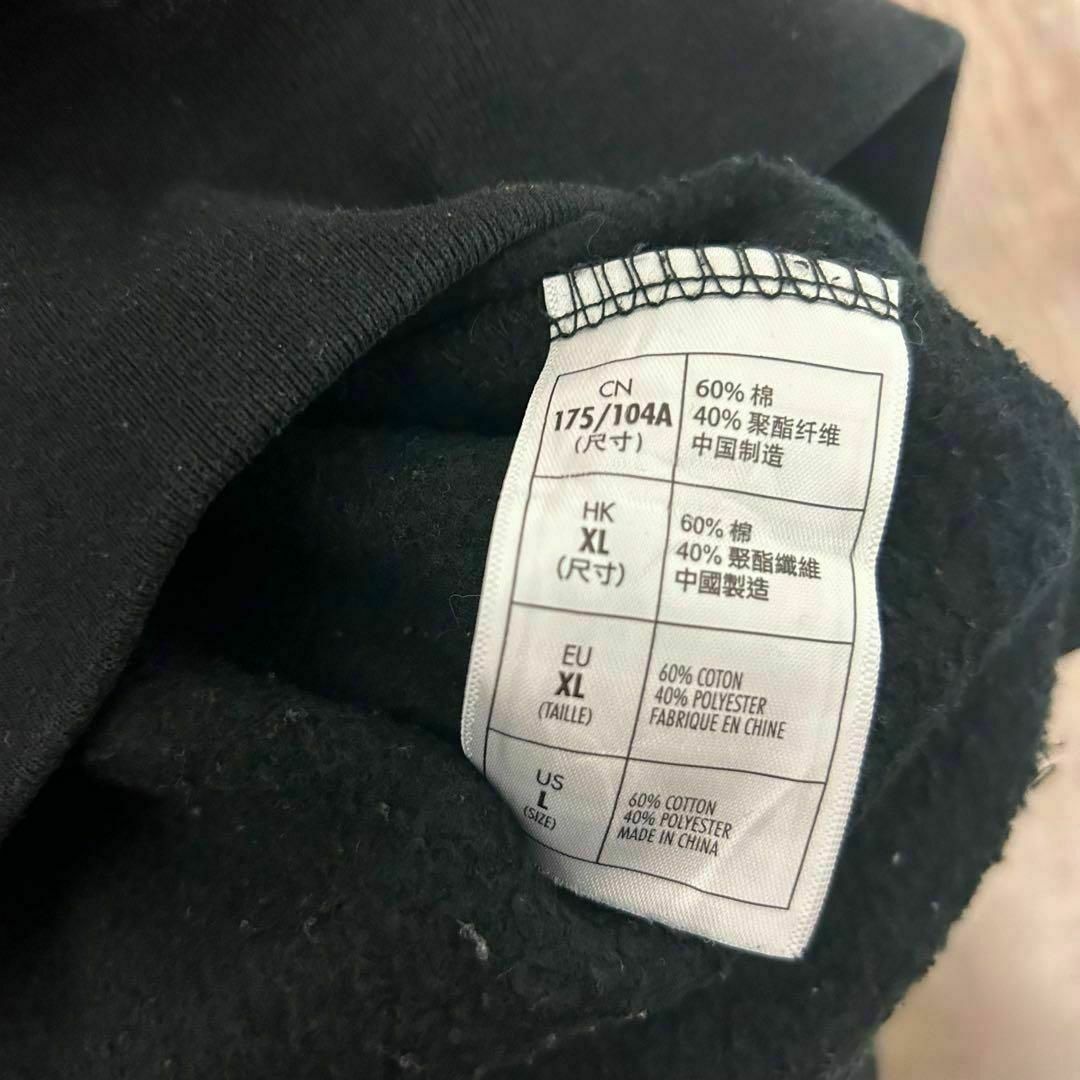 CN
175/104A
(尺寸)
60% 棉
40% 聚酯纤维
中国制造
HK
XL
(尺寸)
60% 棉
40% 聚酯纖維
中國製造
EU
XL
(TAILLE)
60% COTON
40% POLYESTER
FABRIQUE EN CHINE
US
L
(SIZE)
60% COTTON
40% POLYESTER
MADE IN CHINA